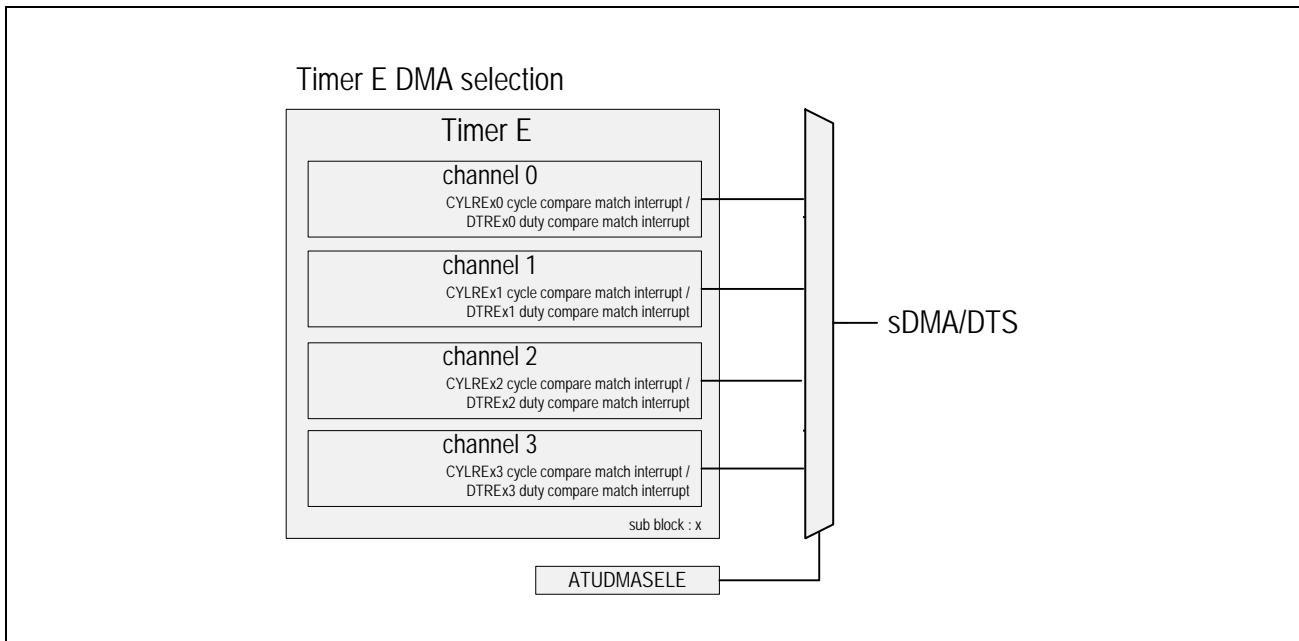 Timer E DMA selection
Timer E
channel 0
CYLREx0 cycle compare match interrupt /
DTREx0 duty compare match interrupt
channel 1
CYLREx1 cycle compare match interrupt /
DTREx1 duty compare match interrupt
channel 2
CYLREx2 cycle compare match interrupt /
DTREx2 duty compare match interrupt
channel 3
CYLREx3 cycle compare match interrupt /
DTREx3 duty compare match interrupt
sub block : x
sDMA/DTS
ATUDMASELE